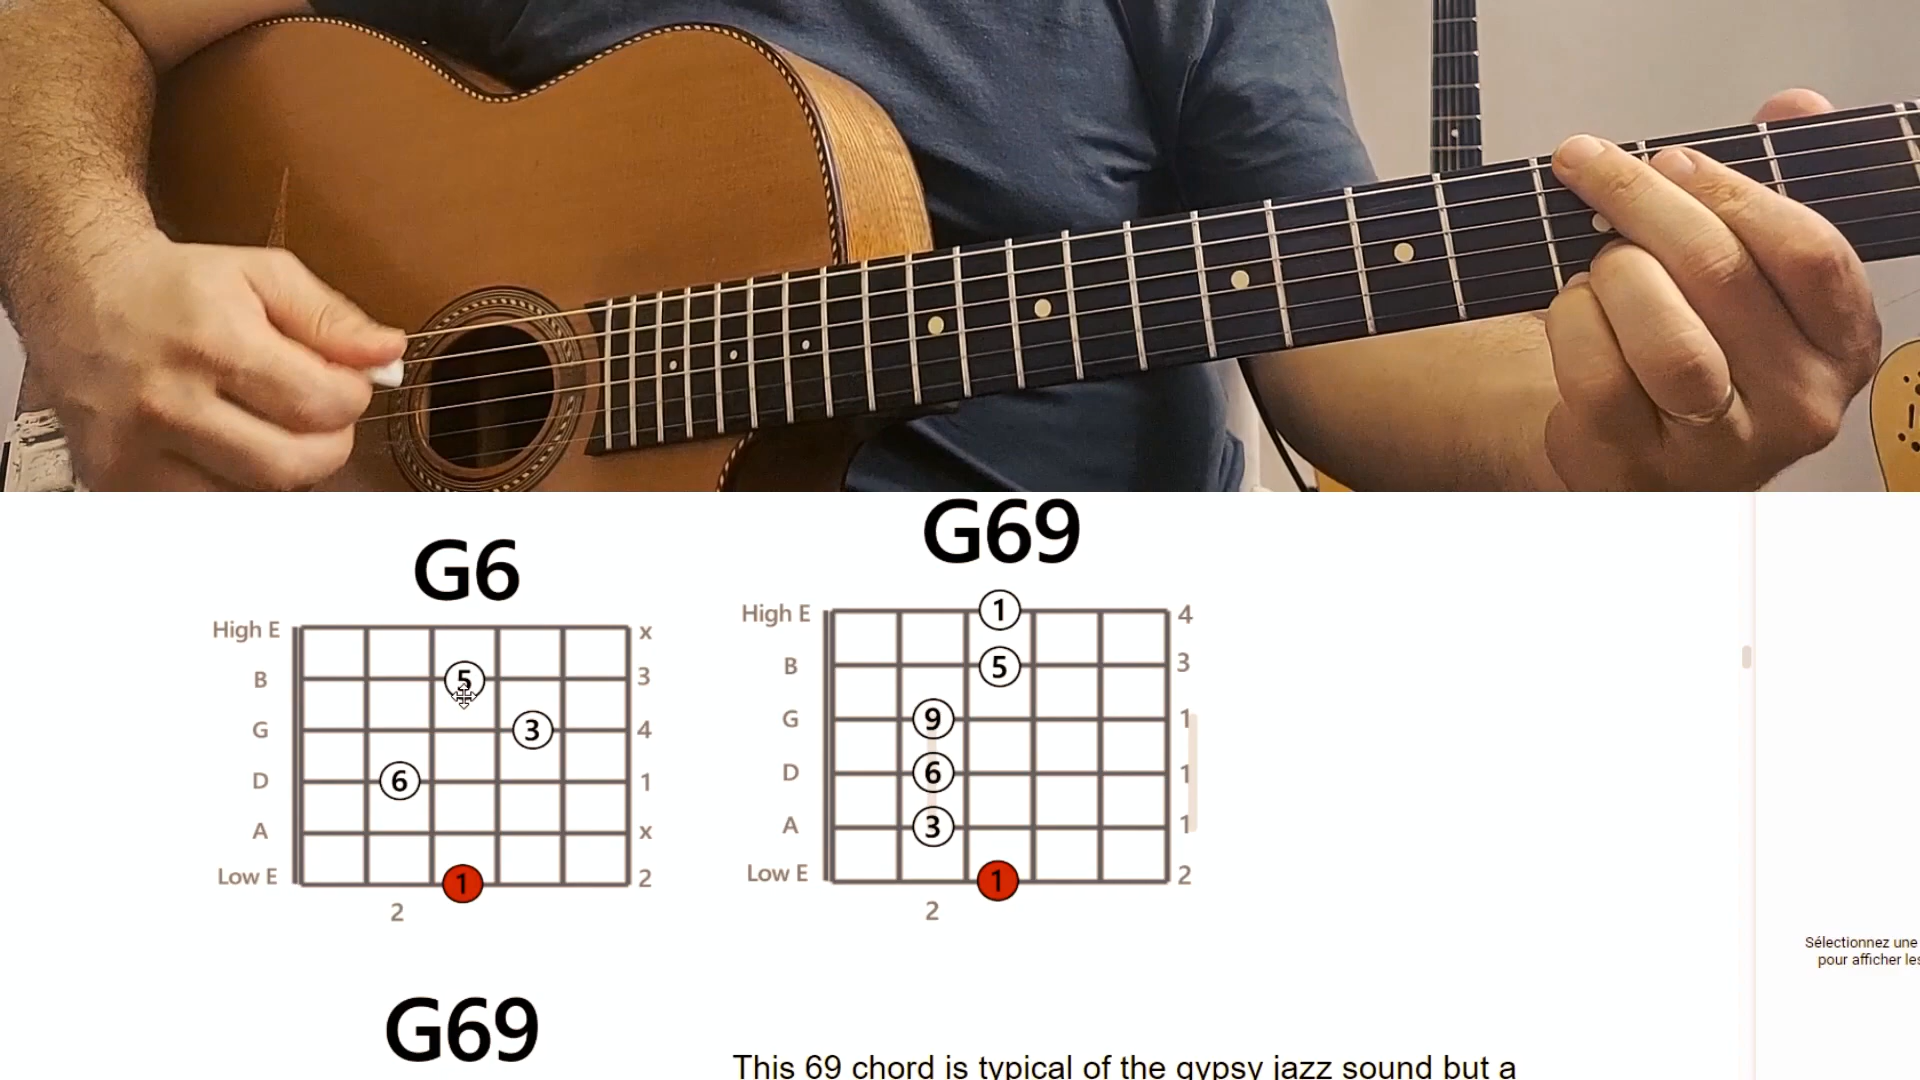 G6
High E x
5
B 3
3
G 4
6
D 1
A x
1
Low E 2
2
G69
1
High E 4
5
B 3
9
G 1
6
D 1
3
A 1
1
Low E 2
2
Sélectionnez une
pour afficher les
G69
This 69 chord is typical of the gypsy jazz sound but a